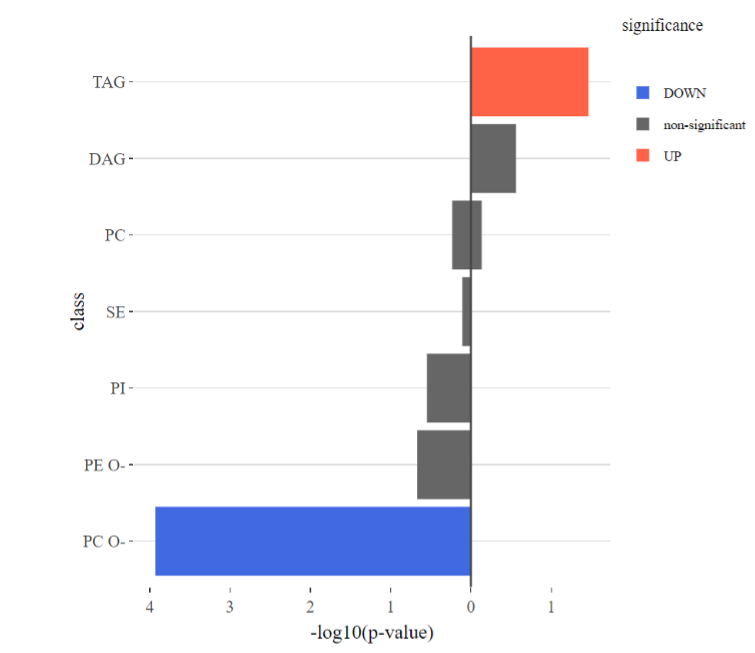 significance
DOWN
non-significant
UP
TAG
DAG
PC
SE
PI
PE O-
PC O-
class
4 3 2 1 0 1
-log10(p-value)